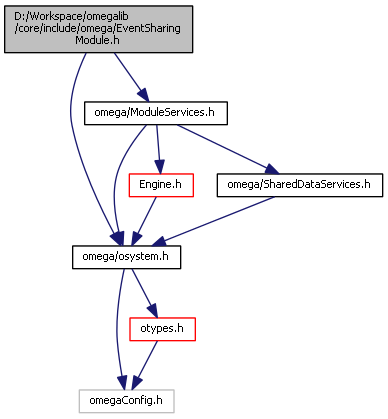 D:/Workspace/omegalib
/core/include/omega/EventSharing
Module.h
omega/ModuleServices.h
Engine.h
omega/SharedDataServices.h
omega/osystem.h
otypes.h
omegaConfig.h